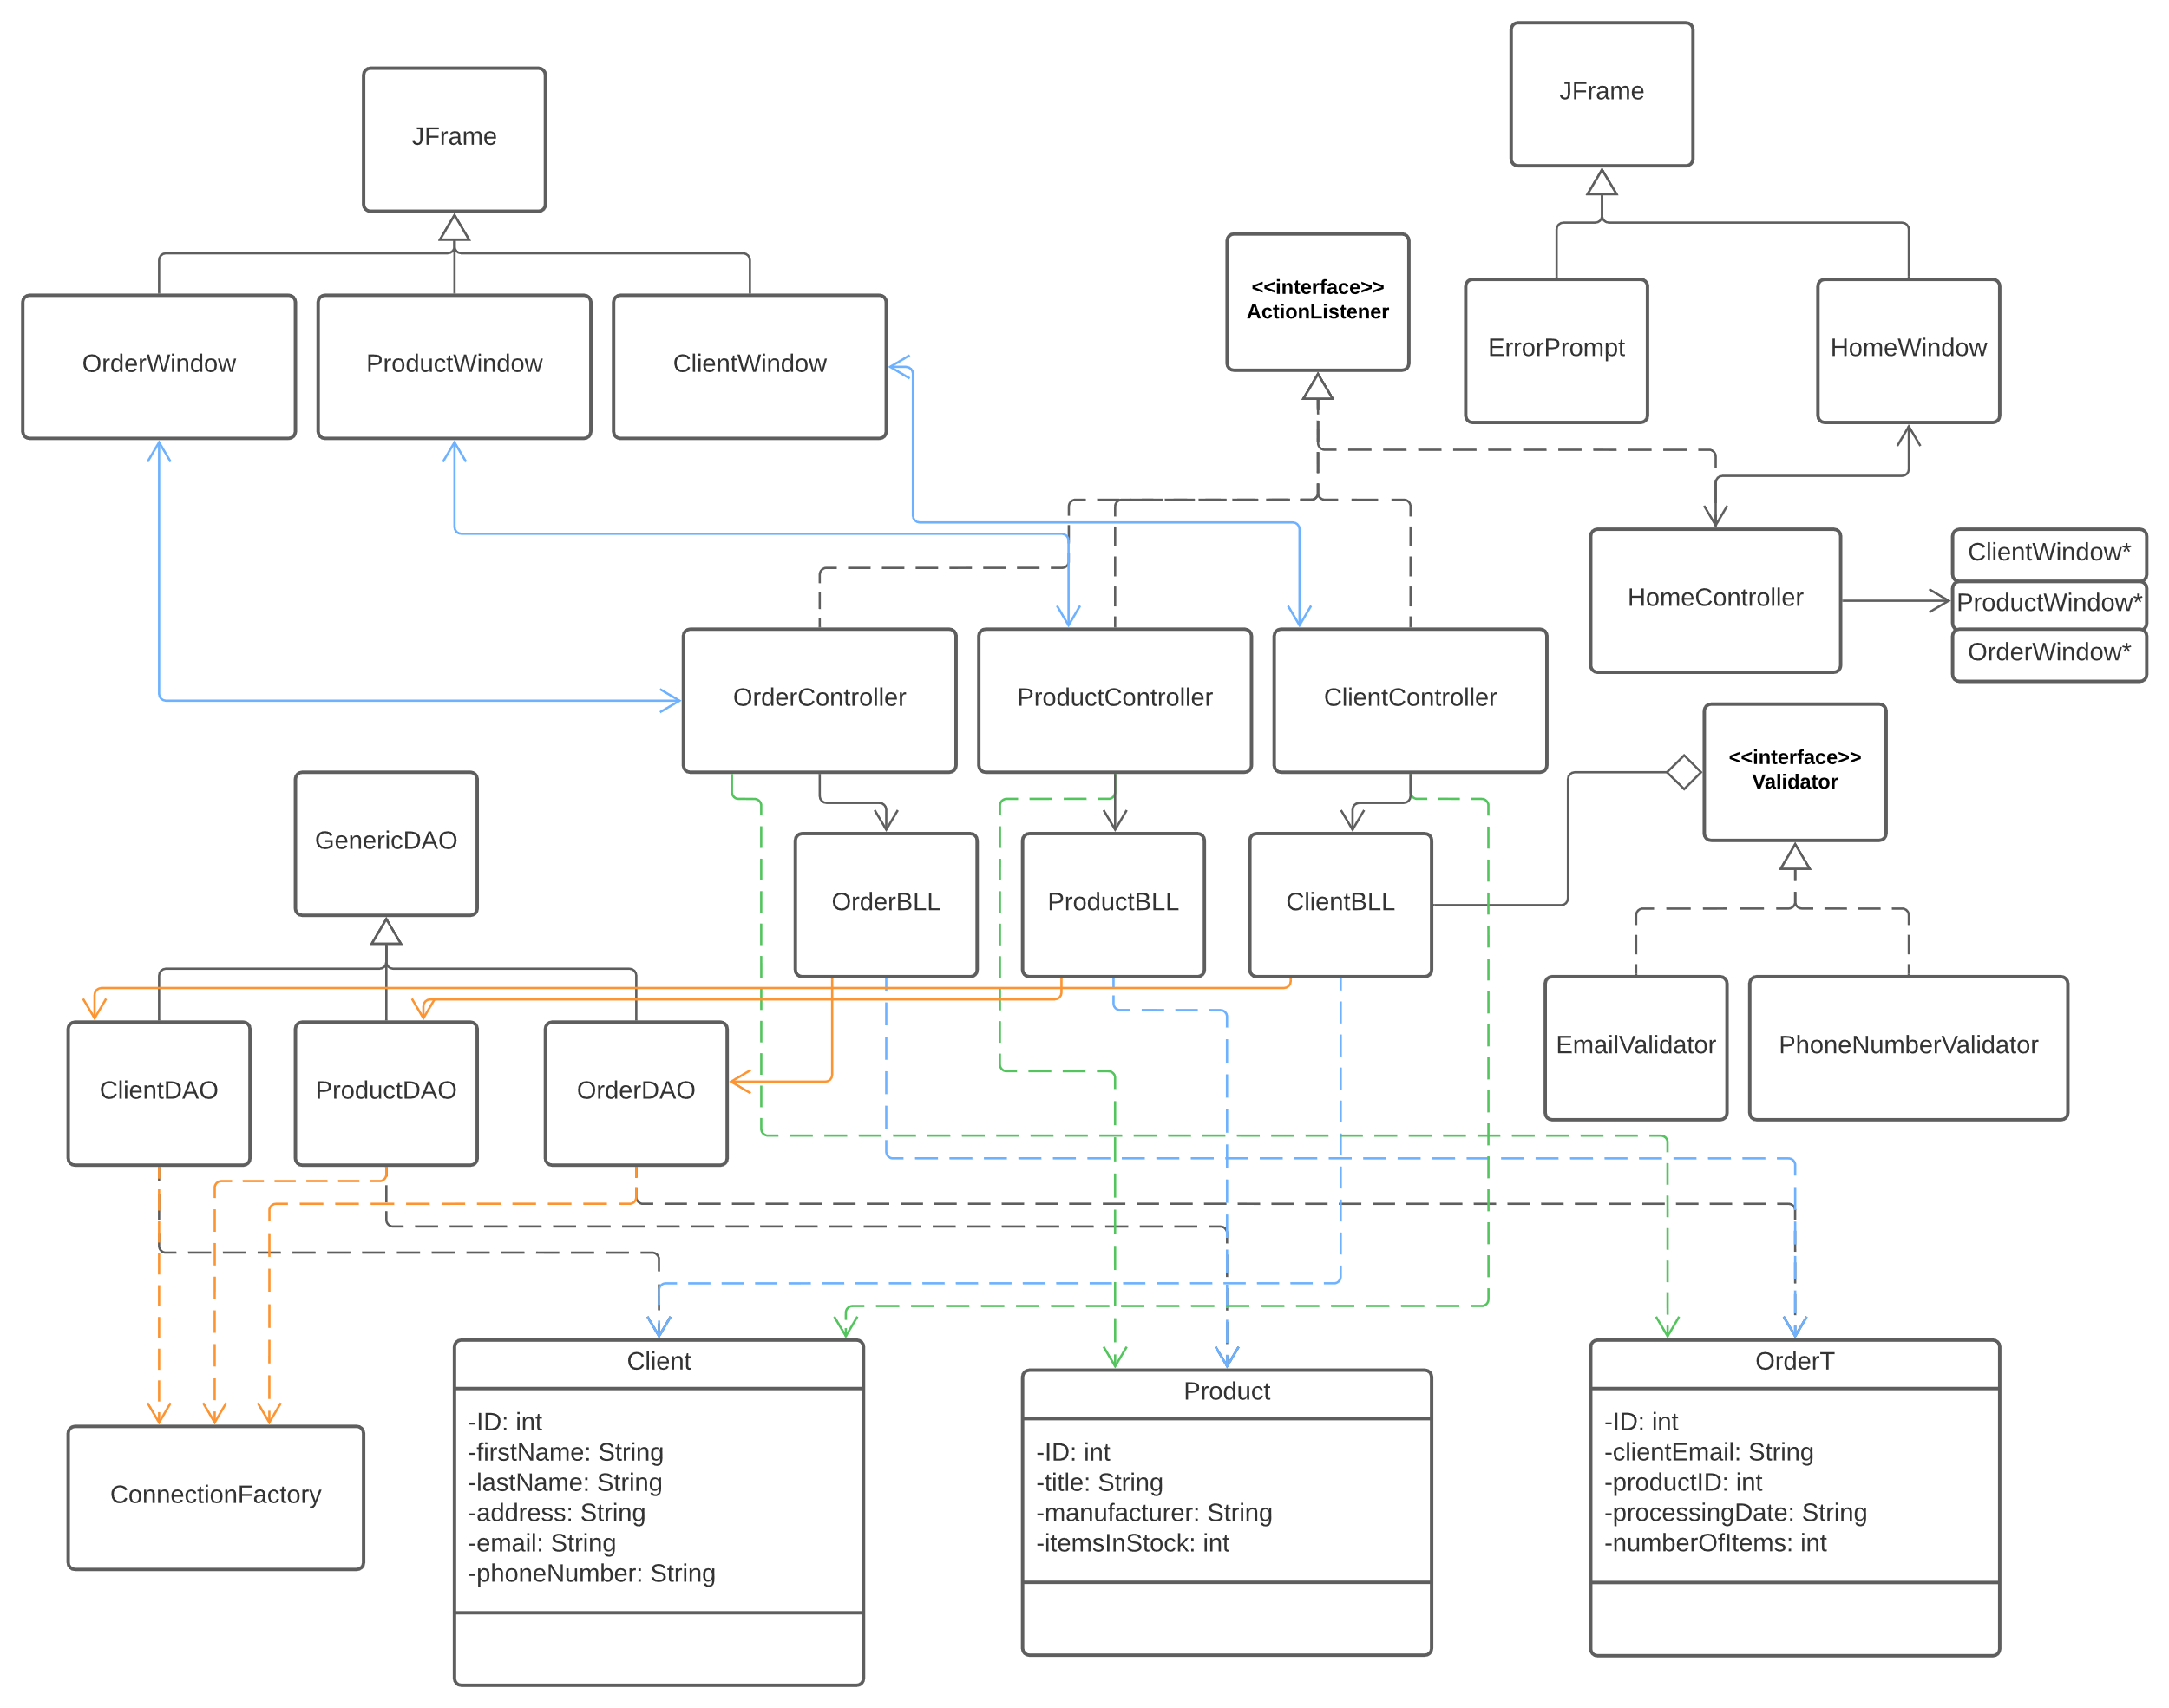 JFrame
JFrame
<<interface>>
ActionListener
ErrorPrompt
HomeWindow
OrderWindow
ProductWindow
ClientWindow
HomeController
ClientWindow*
ProductWindow*
OrderWindow*
OrderController
ProductController
ClientController
<<interface>>
Validator
GenericDAO
OrderBLL
ProductBLL
ClientBLL
EmailValidator
PhoneNumberValidator
ClientDAO
ProductDAO
OrderDAO
ConnectionFactory
Client
-ID: int
-firstName: String
-lastName: String
-address: String
-email: String
-phoneNumber: String
Product
-ID: int
-title: String
-manufacturer: String
-itemsInStock: int
OrderT
-ID: int
-clientEmail: String
-productID: int
-processingDate: String
-numberOfItems: int